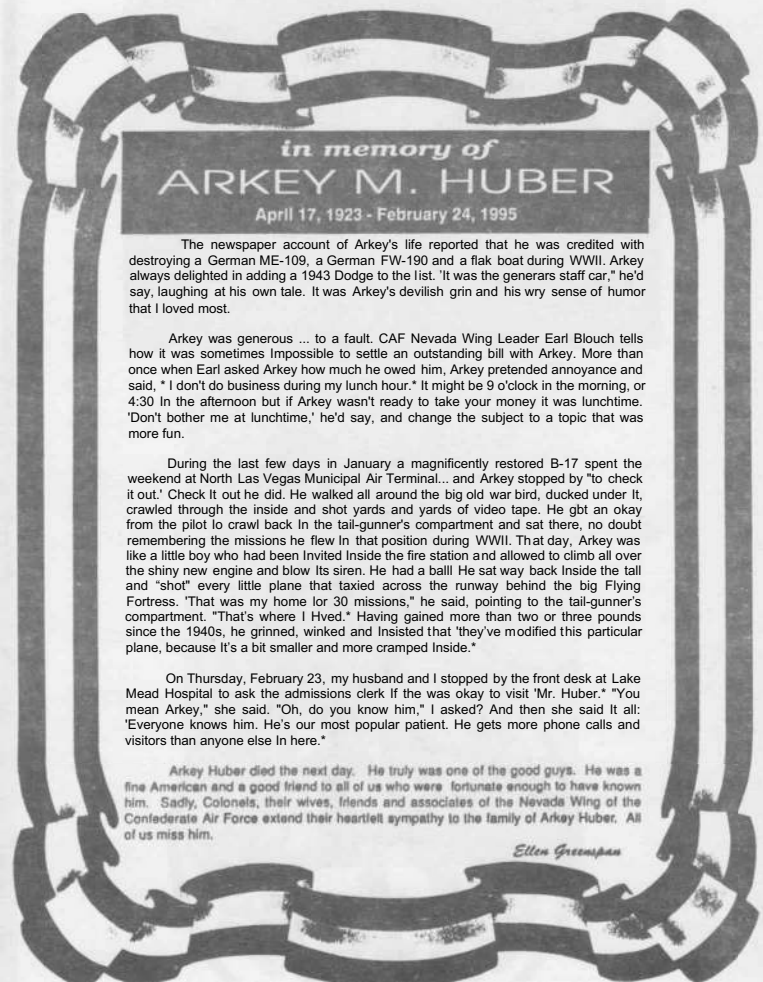 in memory of
ARKEY M. HUBER
April 17, 1923 - February 24, 1995
The newspaper account of Arkey's life reported that he was credited with
destroying a German ME-109, a German FW-190 and a flak boat during WWII. Arkey
always delighted in adding a 1943 Dodge to the list. 'It was the generars staff car," he'd
say, laughing at his own tale. It was Arkey's devilish grin and his wry sense of humor
that I loved most.
Arkey was generous ... to a fault. CAF Nevada Wing Leader Earl Blouch tells
how it was sometimes Impossible to settle an outstanding bill with Arkey. More than
once when Earl asked Arkey how much he owed him, Arkey pretended annoyance and
said, * I don't do business during my lunch hour.* It might be 9 o'clock in the morning, or
4:30 In the afternoon but if Arkey wasn't ready to take your money it was lunchtime.
'Don't bother me at lunchtime,' he'd say, and change the subject to a topic that was
more fun.
During the last few days in January a magnificently restored B-17 spent the
weekend at North Las Vegas Municipal Air Terminal... and Arkey stopped by "to check
it out.' Check It out he did. He walked all around the big old war bird, ducked under It,
crawled through the inside and shot yards and yards of video tape. He gbt an okay
from the pilot lo crawl back In the tail-gunner's compartment and sat there, no doubt
remembering the missions he flew In that position during WWII. That day, Arkey was
like a little boy who had been Invited Inside the fire station and allowed to climb all over
the shiny new engine and blow Its siren. He had a balll He sat way back Inside the tall
and “shot" every little plane that taxied across the runway behind the big Flying
Fortress. 'That was my home lor 30 missions," he said, pointing to the tail-gunner's
compartment. "That's where I Hved.* Having gained more than two or three pounds
since the 1940s, he grinned, winked and Insisted that 'they've modified this particular
plane, because It's a bit smaller and more cramped Inside.*
On Thursday, February 23, my husband and I stopped by the front desk at Lake
Mead Hospital to ask the admissions clerk If the was okay to visit 'Mr. Huber.* "You
mean Arkey," she said. "Oh, do you know him," I asked? And then she said It all:
'Everyone knows him. He's our most popular patient. He gets more phone calls and
visitors than anyone else In here.*
Arkey Huber died the next day. He truly was one of the good guys. He was a
fine American and a good friend to all of us who were fortunate enough to have known
him. Sadly, Colonels, their wives, friends and associates of the Nevada Wing of the
Confederate Air Force extend their heartfelt sympathy to the family of Arkey Huber. All
of us miss him.
Ellen Greenspan